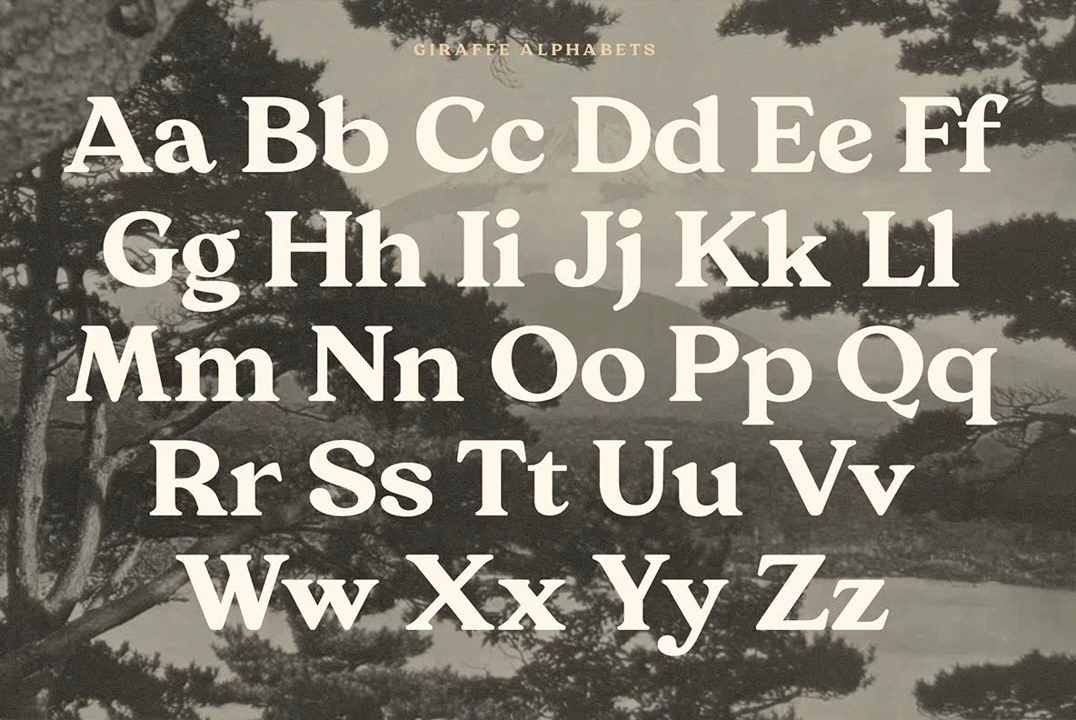 GIRAFFE ALPHABETS
Aa Bb Cc Dd Ee Ff
Gg Hh Ii Jj Kk Ll
Mm Nn Oo Pp Qq
Rr Ss Tt Uu Vv
Ww Xx Yy Zz